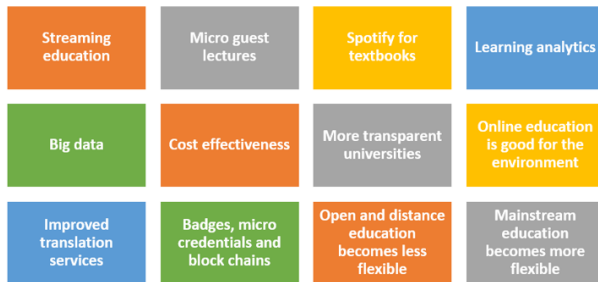 Streaming
education
Micro guest
lectures
Spotify for
textbooks
Learning analytics
Big data
Cost effectiveness
More transparent
universities
Online education
is good for the
environment
Improved
translation
services
Badges, micro
credentials and
block chains
Open and distance
education
becomes less
flexible
Mainstream
education
becomes more
flexible